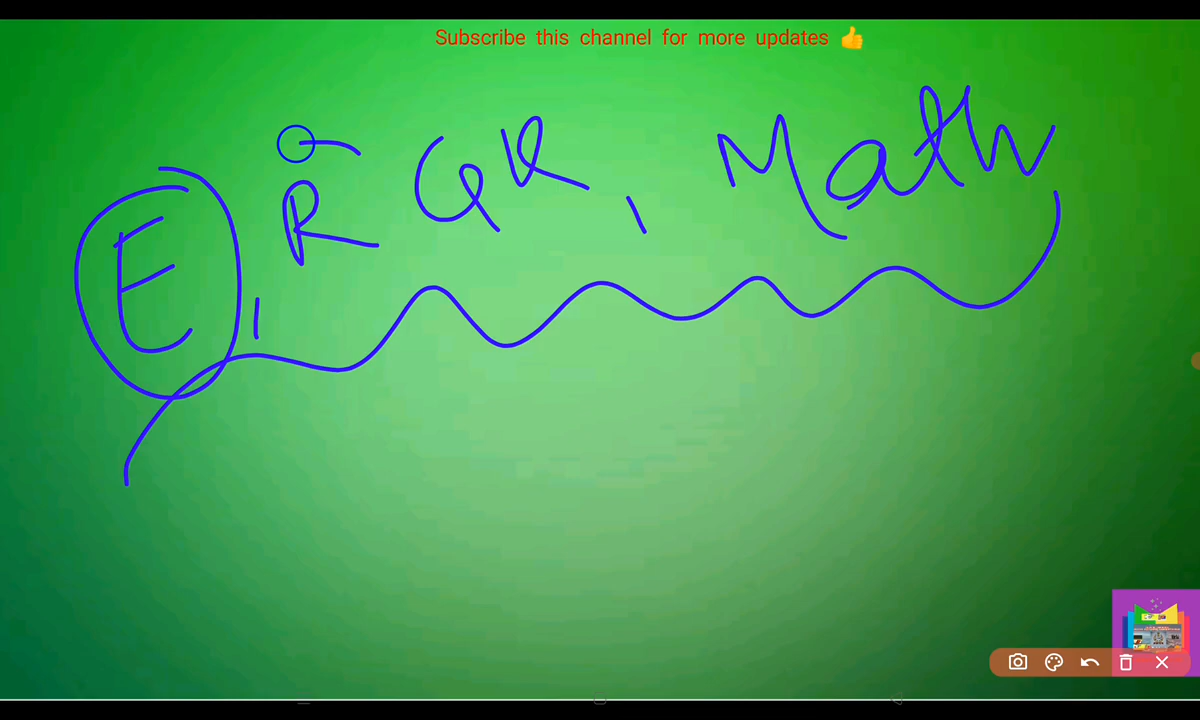 Subscribe this channel for more updates 👍
E, R GK, Math